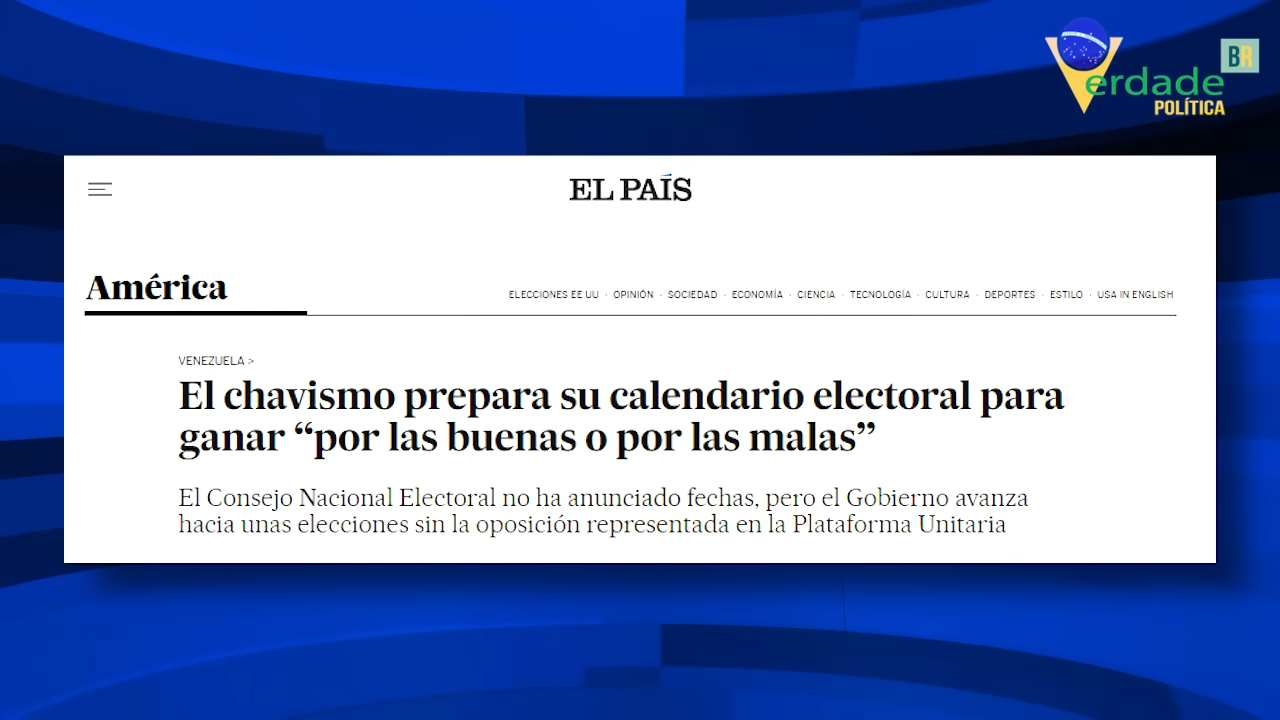 BR
Verdade
POLÍTICA
EL PAÍS
América
ELECCIONES EE UU · OPINIÓN · SOCIEDAD · ECONOMÍA · CIENCIA · TECNOLOGÍA · CULTURA · DEPORTES · ESTILO · USA IN ENGLISH
VENEZUELA >
El chavismo prepara su calendario electoral para
ganar “por las buenas o por las malas”
El Consejo Nacional Electoral no ha anunciado fechas, pero el Gobierno avanza
hacia unas elecciones sin la oposición representada en la Plataforma Unitaria